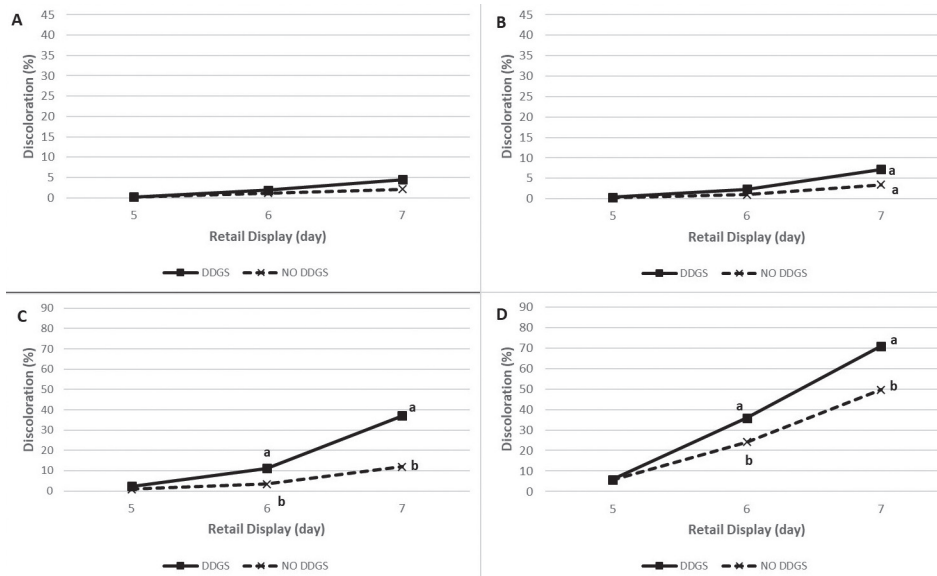 A
45
40
35
30
25
20
15
10
5
0
Discoloration (%)
5 6 7
Retail Display (day)
DDGS NO DDGS
B
45
40
35
30
25
20
15
10
5
0
Discoloration (%)
a
a
5 6 7
Retail Display (day)
DDGS NO DDGS
C
90
80
70
60
50
40
30
20
10
0
Discoloration (%)
a
a
b
b
5 6 7
Retail Display (day)
DDGS NO DDGS
D
90
80
70
60
50
40
30
20
10
0
Discoloration (%)
a
a
b
b
5 6 7
Retail Display (day)
DDGS NO DDGS